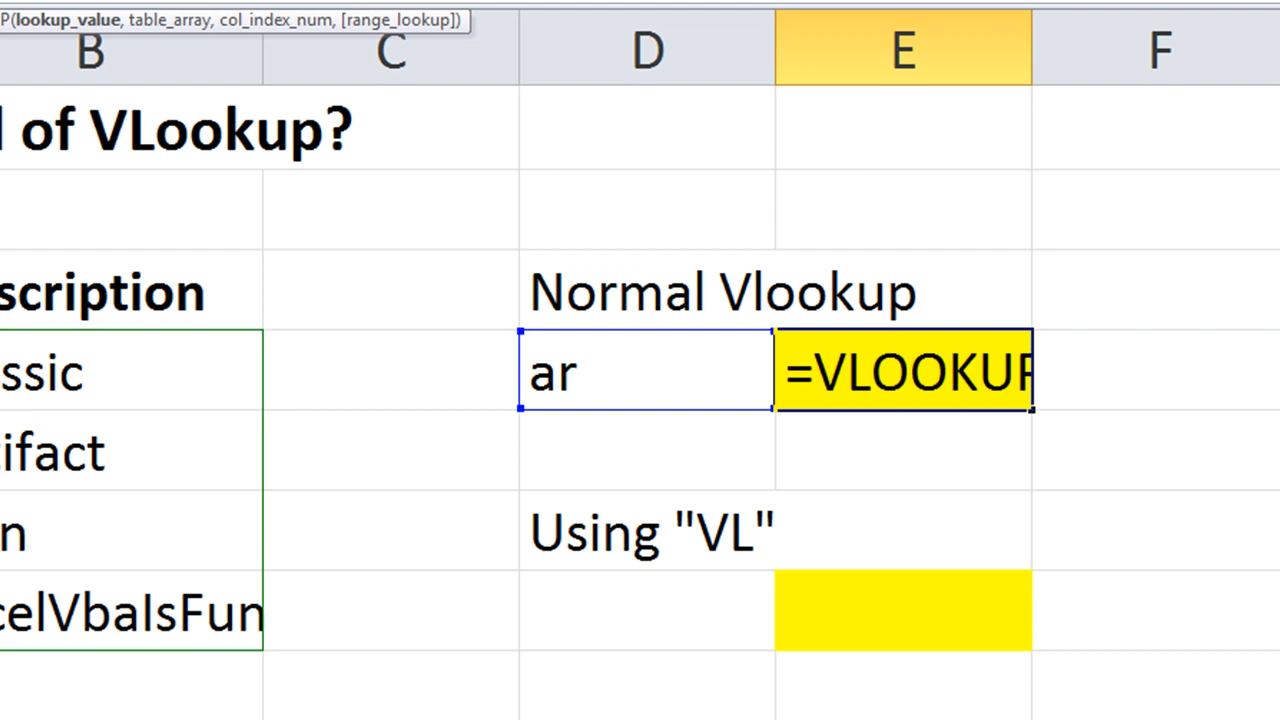 P(lookup_value, table_array, col_index_num, [range_lookup])
B C D E F
of VLookup?
scription Normal Vlookup
ssic ar =VLOOKUP
ifact
n Using "VL"
celVbaIsFun